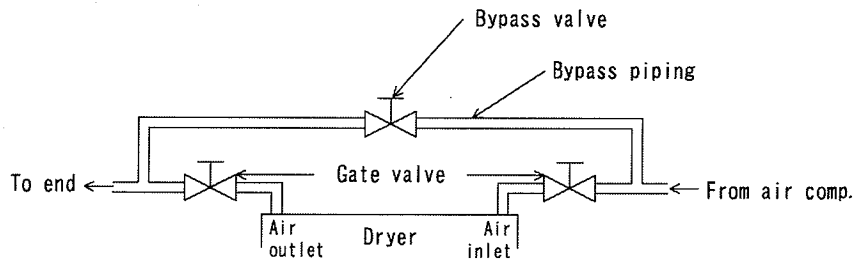 Bypass valve
Bypass piping
To end
Gate valve
From air comp.
Air
outlet
Dryer
Air
inlet